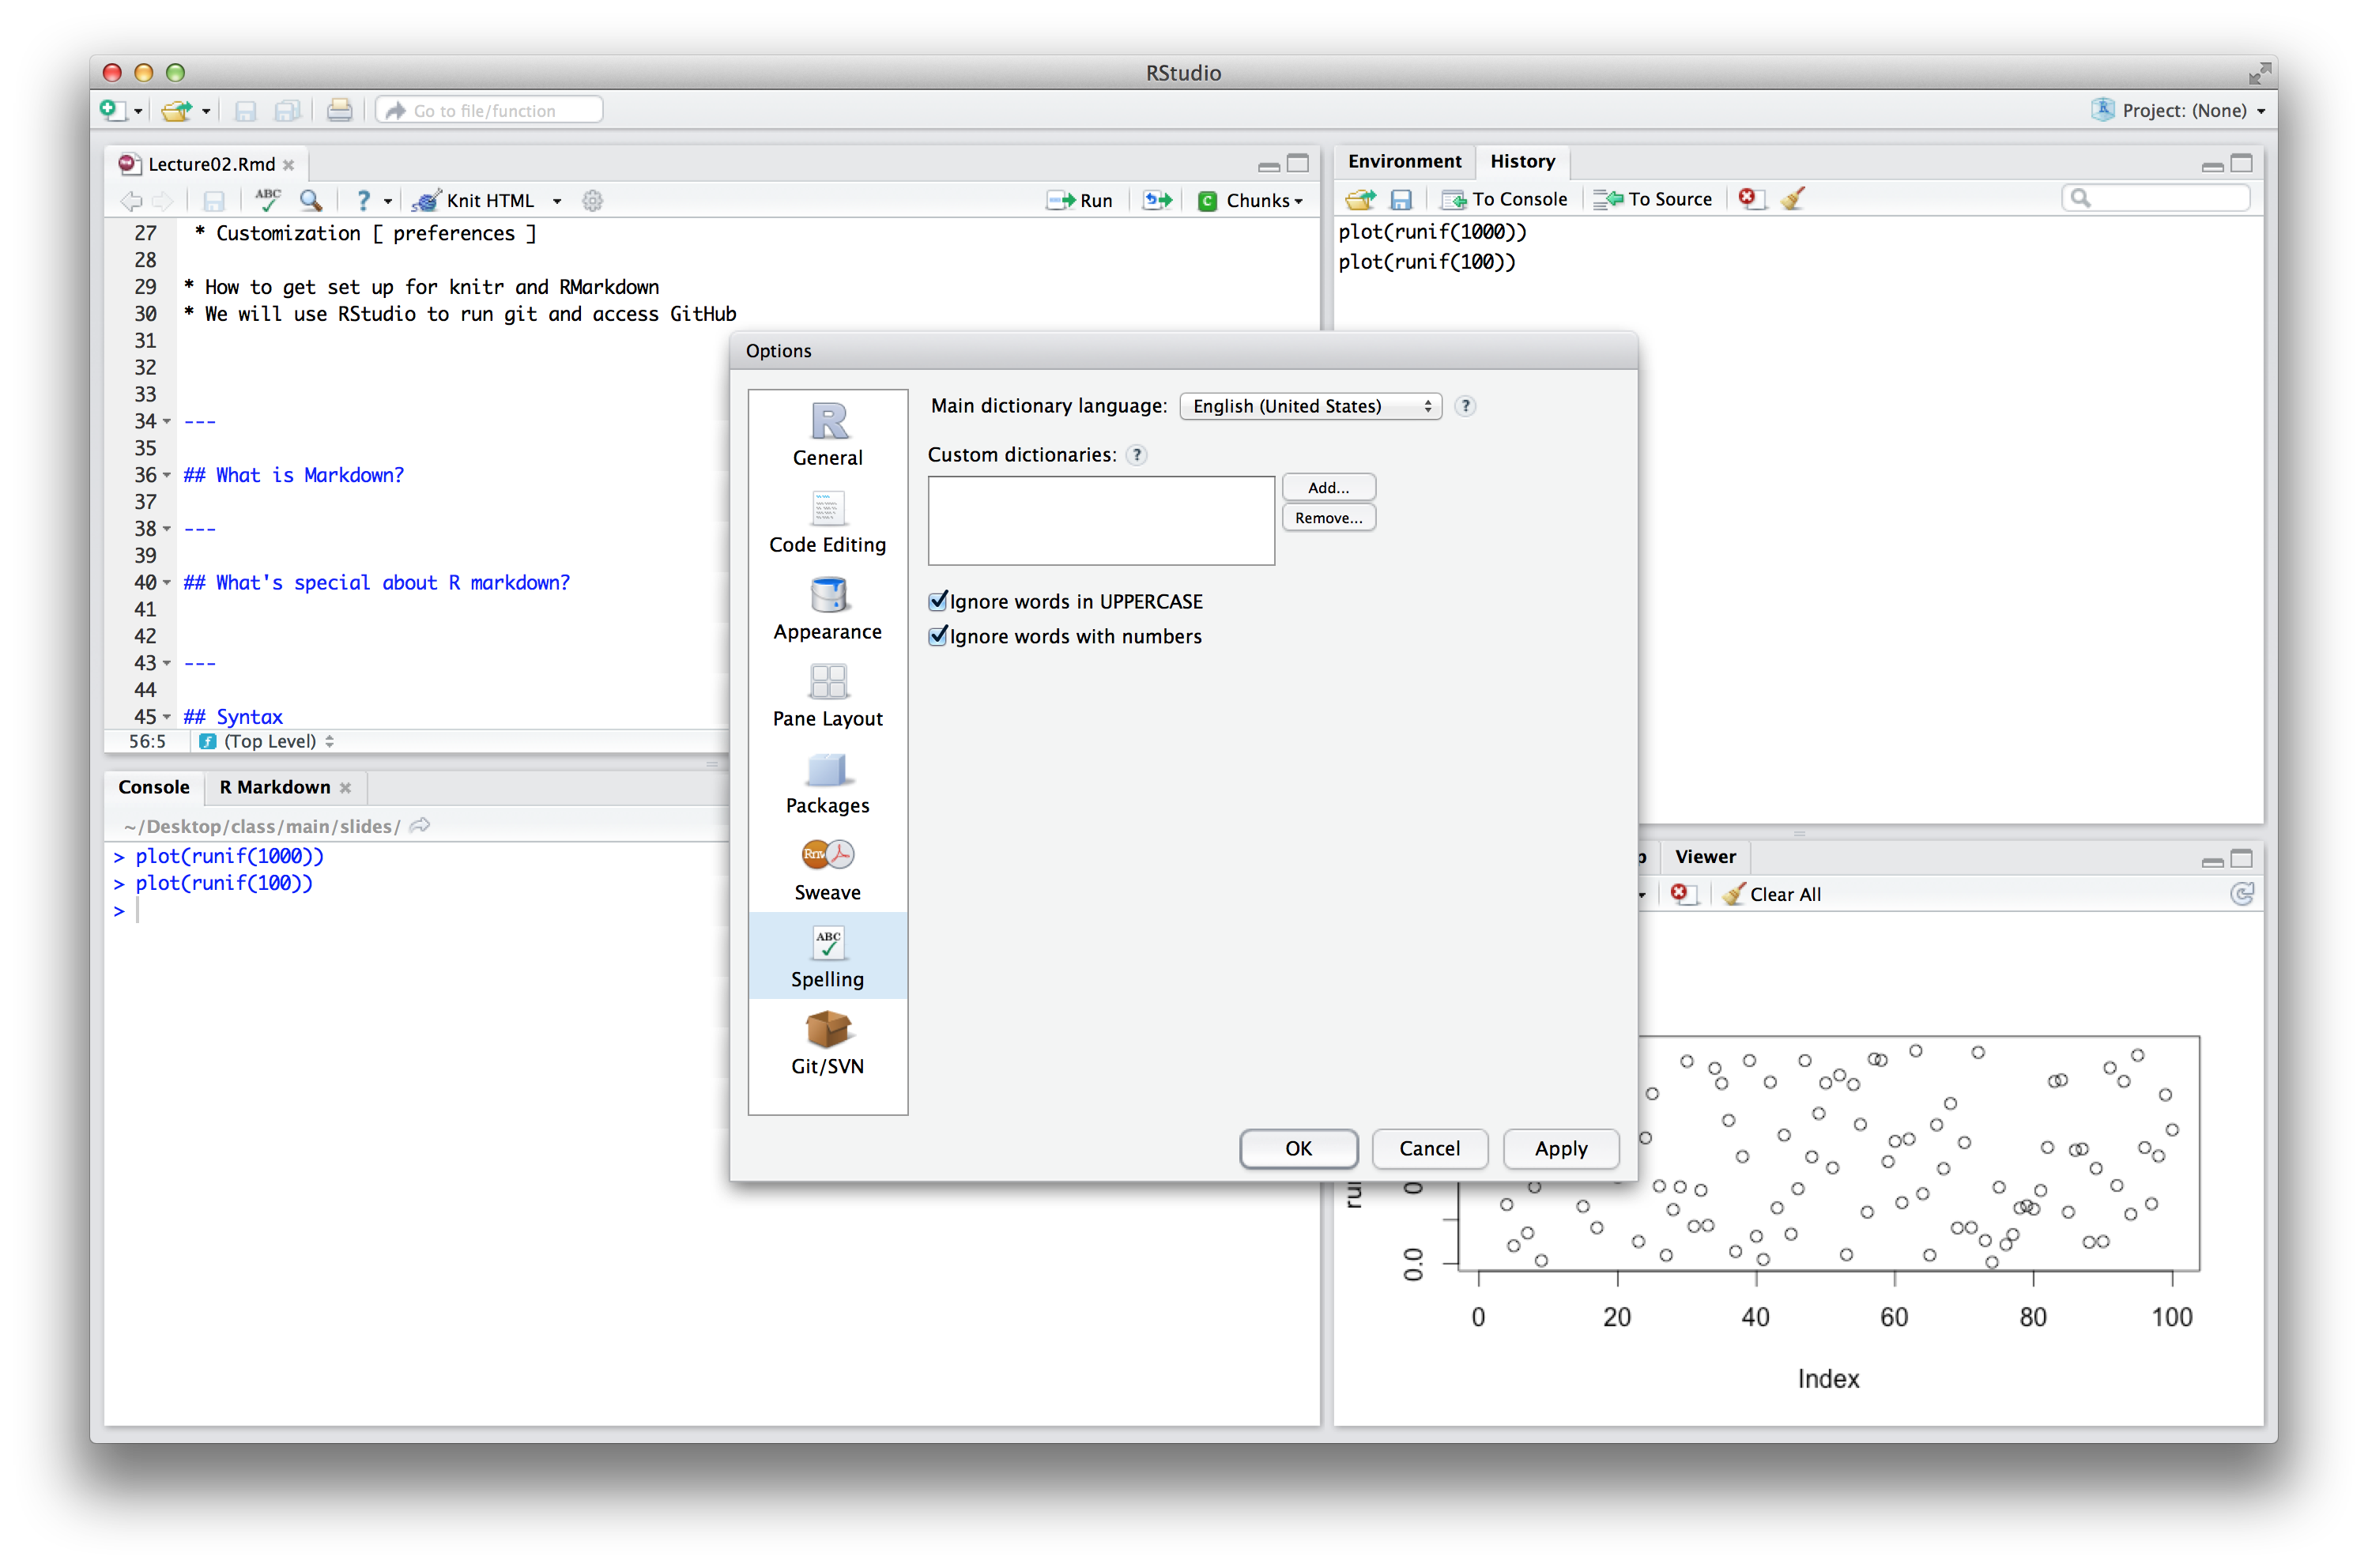 RStudio
Go to file/function
Project: (None)
Lecture02.Rmd
ABC
Knit HTML
Run
Chunks
27 * Customization [ preferences ]
28
29 * How to get set up for knitr and RMarkdown
30 * We will use RStudio to run git and access GitHub
31
32
33
34 ---
35
36 ## What is Markdown?
37
38 ---
39
40 ## What's special about R markdown?
41
42
43 ---
44
45 ## Syntax
56:5 (Top Level)
Console
R Markdown
~/Desktop/class/main/slides/
> plot(runif(1000))
> plot(runif(100))
>
Environment
History
To Console
To Source
plot(runif(1000))
plot(runif(100))
Options
General
Code Editing
Appearance
Pane Layout
Packages
Rnw
Sweave
ABC
Spelling
Git/SVN
Main dictionary language: English (United States) ?
Custom dictionaries: ?
Add...
Remove...
Ignore words in UPPERCASE
Ignore words with numbers
OK
Cancel
Apply
Viewer
Clear All
0.0
0 20 40 60 80 100
Index